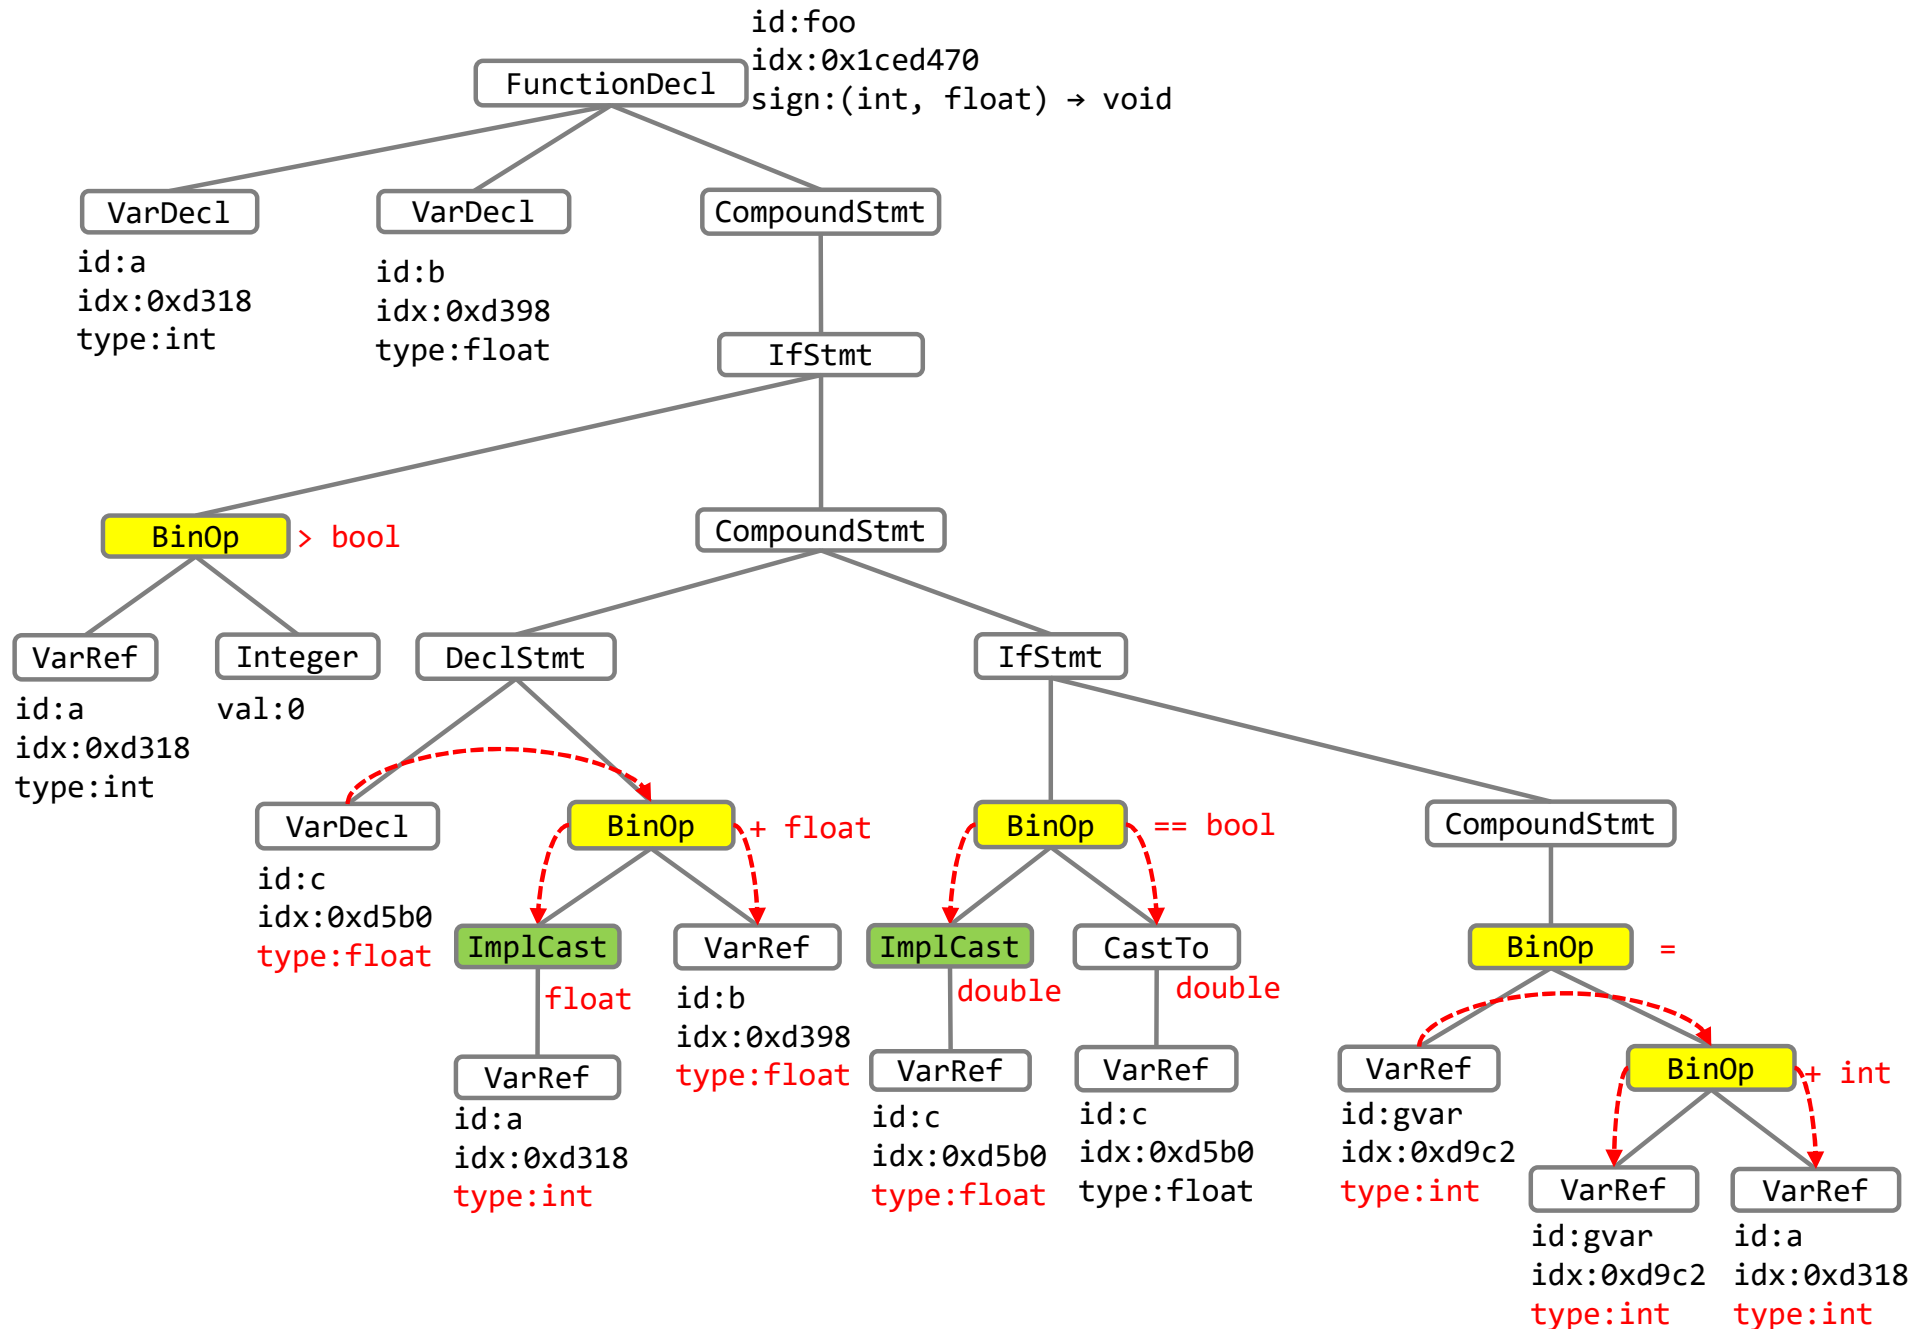 id:foo
idx:0x1ced470
sign:(int, float) → void
FunctionDecl
VarDecl
id:a
idx:0xd318
type:int
VarDecl
id:b
idx:0xd398
type:float
CompoundStmt
IfStmt
BinOp
> bool
CompoundStmt
VarRef
id:a
idx:0xd318
type:int
Integer
val:0
DeclStmt
IfStmt
VarDecl
id:c
idx:0xd5b0
type:float
BinOp
+ float
ImplCast
float
VarRef
id:a
idx:0xd318
type:int
VarRef
id:b
idx:0xd398
type:float
BinOp
== bool
ImplCast
double
VarRef
id:c
idx:0xd5b0
type:float
CastTo
double
VarRef
id:c
idx:0xd5b0
type:float
CompoundStmt
BinOp
=
VarRef
id:gvar
idx:0xd9c2
type:int
BinOp
+ int
VarRef
id:gvar
idx:0xd9c2
type:int
VarRef
id:a
idx:0xd318
type:int